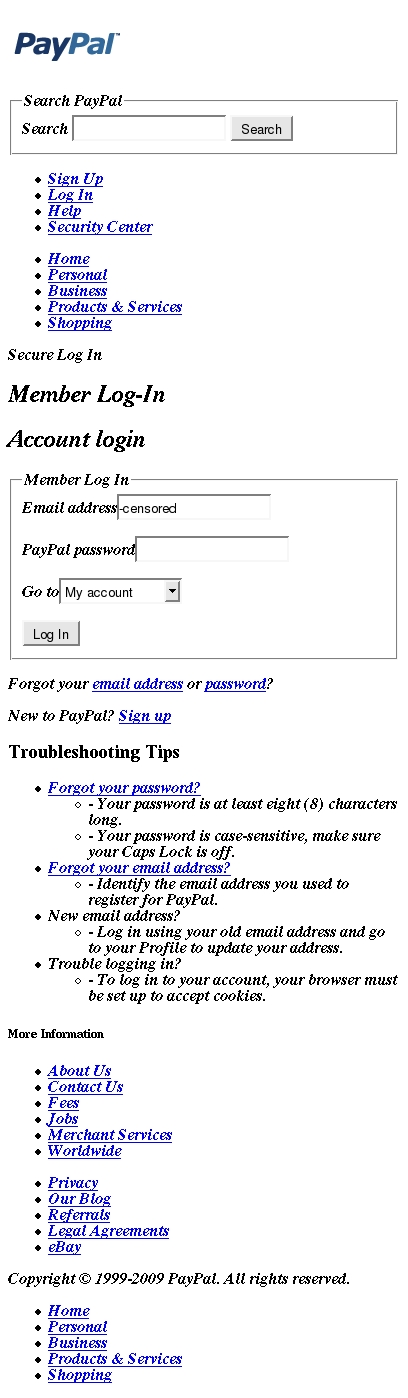 PayPal™
Search PayPal
Search Search
Sign Up
Log In
Help
Security Center
Home
Personal
Business
Products & Services
Shopping
Secure Log In
Member Log-In
Account login
Member Log In
Email address -censored
PayPal password
Go to My account
Log In
Forgot your email address or password?
New to PayPal? Sign up
Troubleshooting Tips
Forgot your password?
- Your password is at least eight (8) characters
long.
- Your password is case-sensitive, make sure
your Caps Lock is off.
Forgot your email address?
- Identify the email address you used to
register for PayPal.
New email address?
- Log in using your old email address and go
to your Profile to update your address.
Trouble logging in?
- To log in to your account, your browser must
be set up to accept cookies.
More Information
About Us
Contact Us
Fees
Jobs
Merchant Services
Worldwide
Privacy
Our Blog
Referrals
Legal Agreements
eBay
Copyright © 1999-2009 PayPal. All rights reserved.
Home
Personal
Business
Products & Services
Shopping